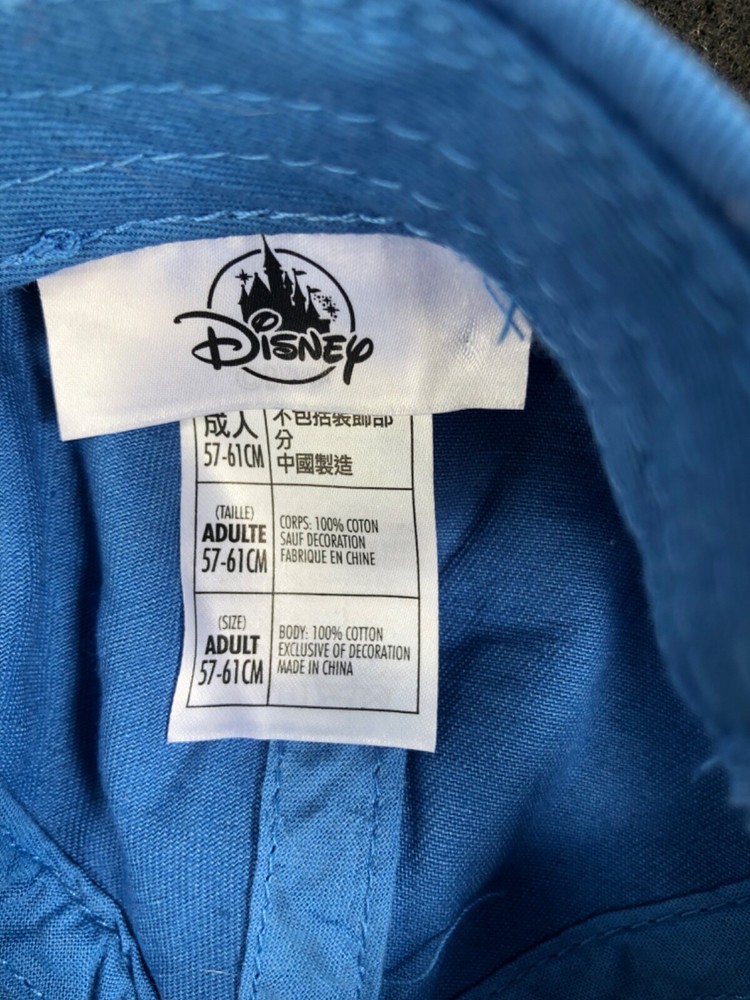 Disney
成人
57-61CM
不包括裝飾部
分
中國製造
(TAILLE)
ADULTE
57-61CM
CORPS: 100% COTON
SAUF DECORATION
FABRIQUE EN CHINE
(SIZE)
ADULT
57-61CM
BODY: 100% COTTON
EXCLUSIVE OF DECORATION
MADE IN CHINA